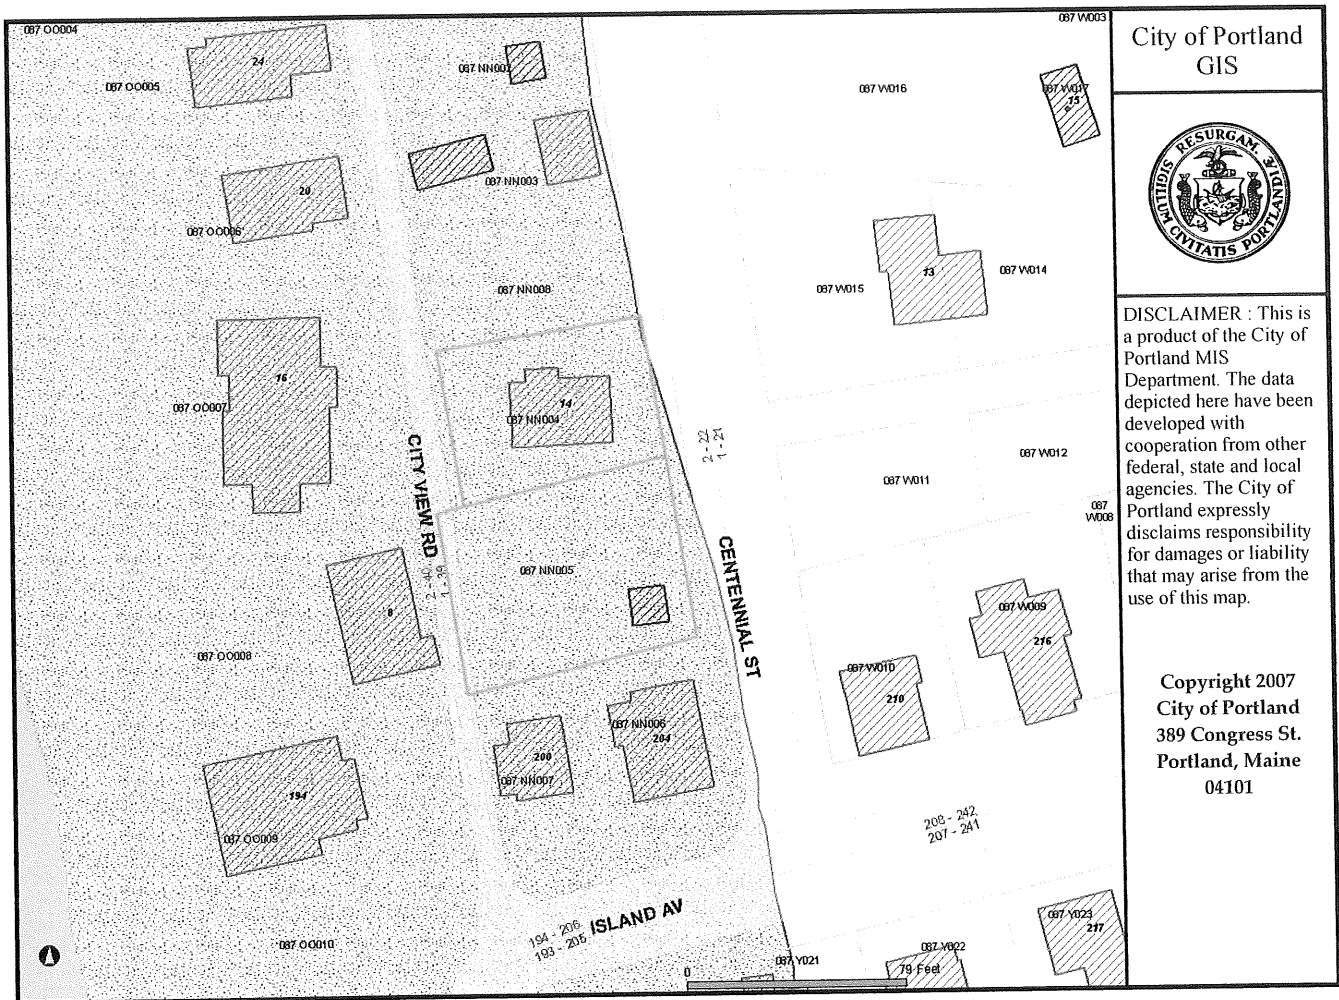 087 OO004
087 W003
24
087 NN002
087 OO005
087 W016
087 W017
15
087 NN003
20
087 OO006
13
087 W014
087 NN008
087 W015
16
087 OO007
14
087 NN004
CITY VIEW RD
2 - 40
1 - 39
2 - 22
1 - 21
087 W012
087 W011
087 W008
CENTENNIAL ST
087 NN005
8
087 W009
216
087 OO008
087 W010
210
087 NN006
204
200
087 NN007
194
087 OO009
208 - 242
207 - 241
194 - 206
193 - 205
ISLAND AV
087 OO010
087 Y023
217
087 Y022
087 Y021
0
79 Feet
City of Portland
GIS
RESURGAM.
SIGILLUM CIVITATIS PORTLANDIÆ
DISCLAIMER : This is
a product of the City of
Portland MIS
Department. The data
depicted here have been
developed with
cooperation from other
federal, state and local
agencies. The City of
Portland expressly
disclaims responsibility
for damages or liability
that may arise from the
use of this map.
Copyright 2007
City of Portland
389 Congress St.
Portland, Maine
04101